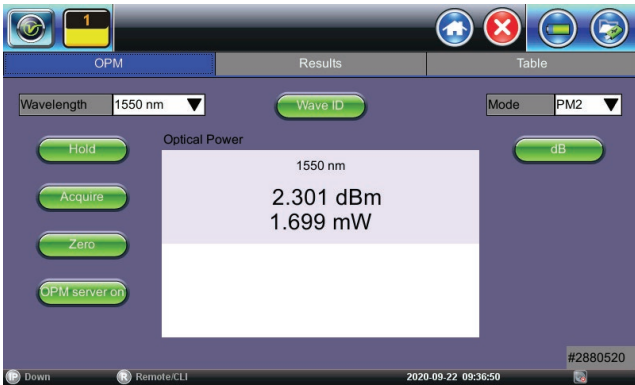 1
OPM Results Table
Wavelength 1550 nm Wave ID Mode PM2
Hold Optical Power dB
1550 nm
Acquire 2.301 dBm
1.699 mW
Zero
OPM server on
#2880520
IP Down R Remote/CLI 2020-09-22 09:36:50